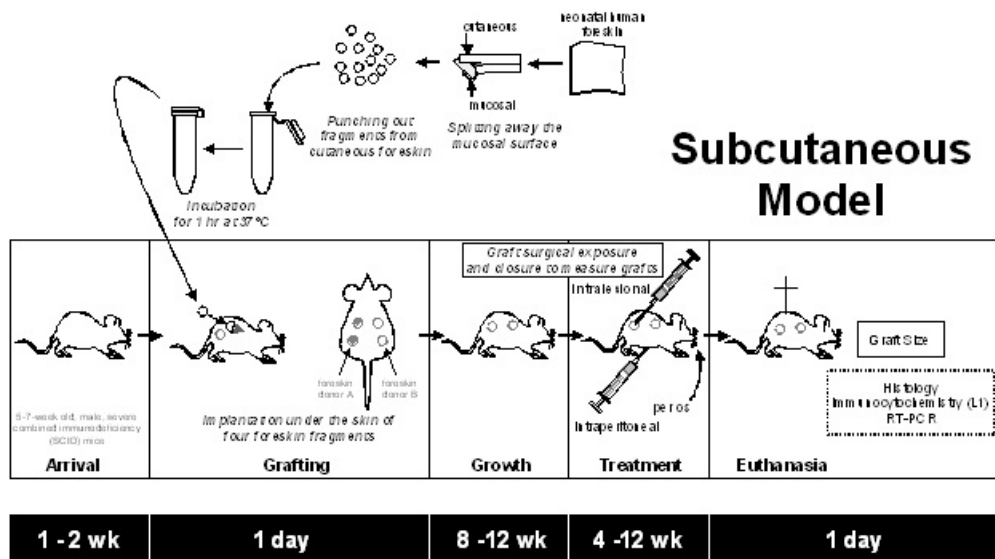 neonatal human
foreskin
cutaneous
mucosal
Punching out
fragments from
cutaneous foreskin
Splitting away the
mucosal surface
Incubation
for 1 hr at 37 °C
Subcutaneous
Model
Graft surgical exposure
and closure to measure grafts
Intralesional
foreskin
donor A
foreskin
donor B
Implantation under the skin of
four foreskin fragments
5-7-week old, male, severe
combined immunodeficiency
(SCID) mice
per os
Intraperitoneal
Graft Size
Histology
Immunocytochemistry (L1)
RT-PCR
Arrival
Grafting
Growth
Treatment
Euthanasia
1 - 2 wk
1 day
8 -12 wk
4 -12 wk
1 day